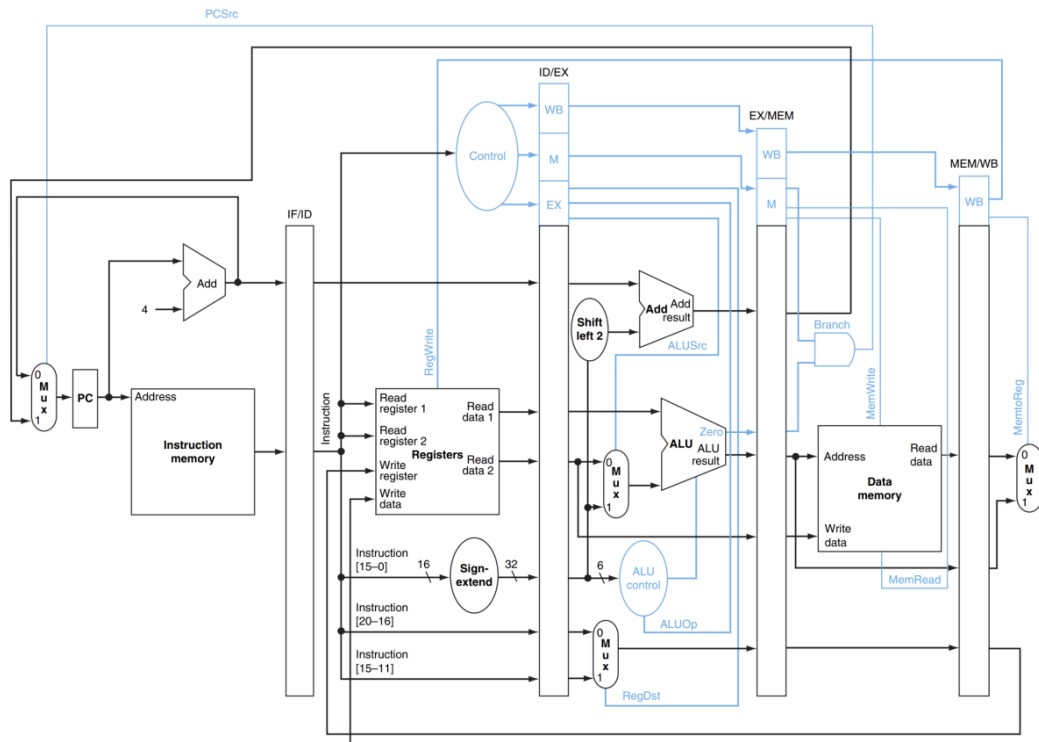 PCSrc
ID/EX
WB
EX/MEM
Control
M
WB
MEM/WB
EX
M
WB
IF/ID
Add
4
Add
Add
result
Shift
left 2
ALUSrc
Branch
RegWrite
MemWrite
MemtoReg
0
M
u
x
1
PC
Address
Instruction
memory
Instruction
Read
register 1
Read
data 1
Read
register 2
Registers
Read
data 2
Write
register
Write
data
0
M
u
x
1
Zero
ALU
ALU
result
Address
Read
data
Data
memory
Write
data
0
M
u
x
1
Instruction
[15–0]
16
Sign-
extend
32
6
ALU
control
MemRead
Instruction
[20–16]
ALUOp
0
M
u
x
1
Instruction
[15–11]
RegDst